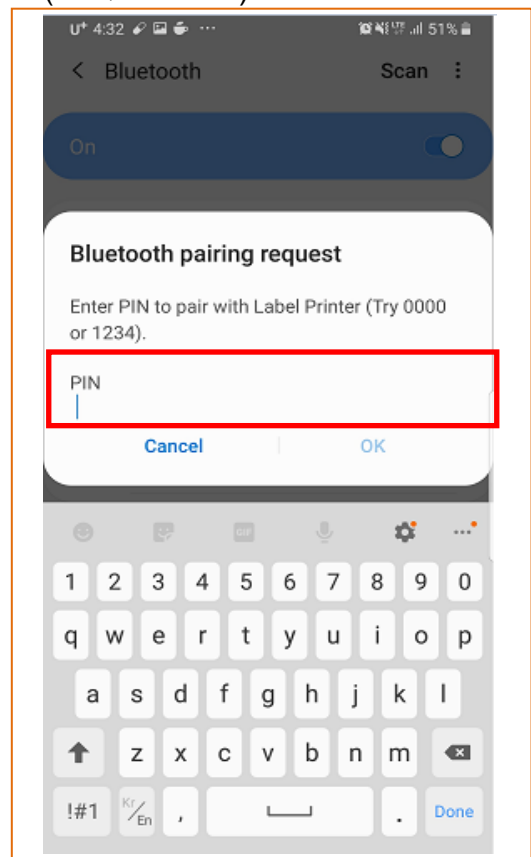 U+ 4:32 ··· LTE 51%
< Bluetooth Scan
On
Bluetooth pairing request
Enter PIN to pair with Label Printer (Try 0000
or 1234).
PIN
Cancel OK
GIF
1 2 3 4 5 6 7 8 9 0
q w e r t y u i o p
a s d f g h j k l
z x c v b n m
!#1 Kr/En , . Done